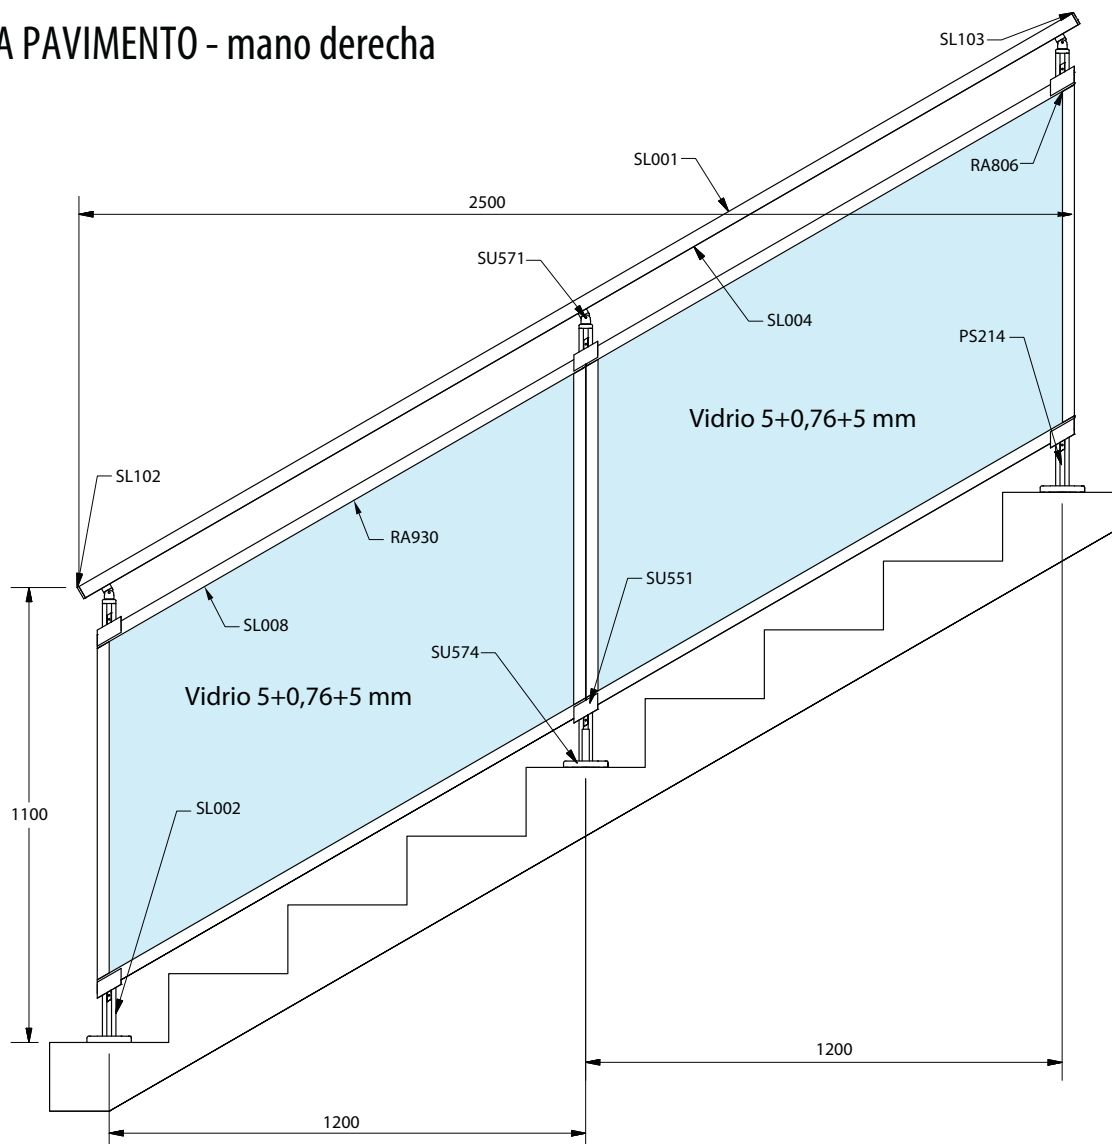 A PAVIMENTO - mano derecha
SL103
SL001
RA806
2500
SU571
SL004
PS214
Vidrio 5+0,76+5 mm
SL102
RA930
SU551
SL008
SU574
Vidrio 5+0,76+5 mm
SL002
1100
1200
1200